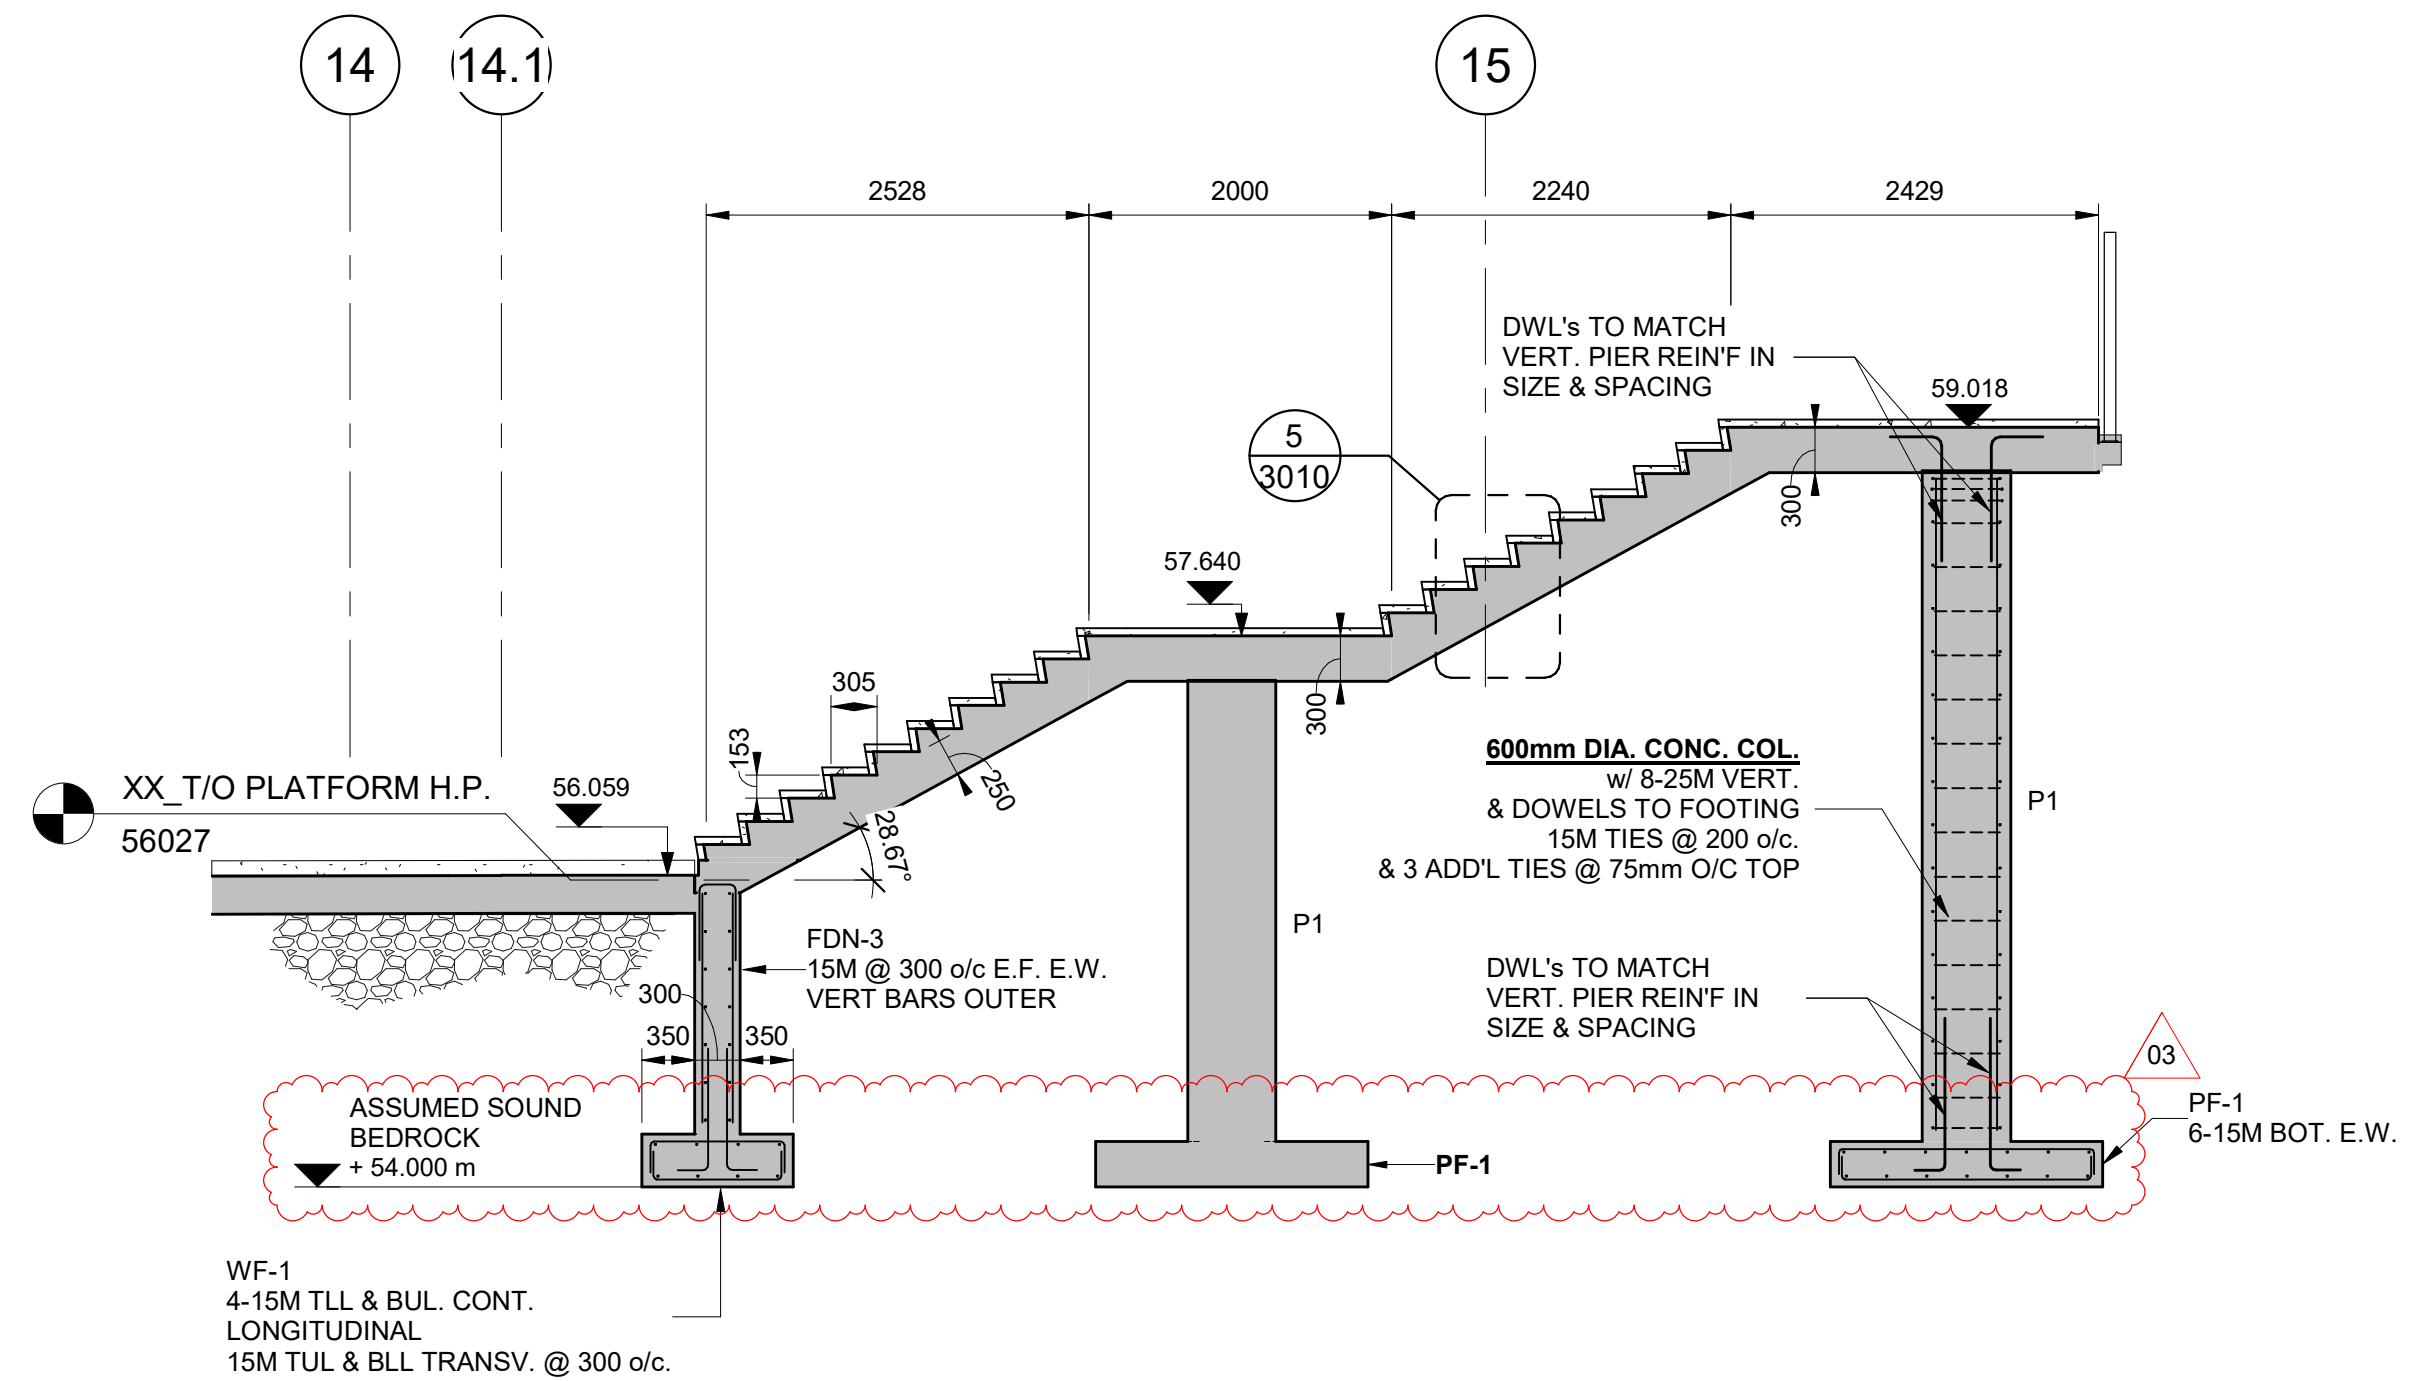 14
14.1
15
2528
2000
2240
2429
DWL's TO MATCH
VERT. PIER REIN'F IN
SIZE & SPACING
59.018
5
3010
300
57.640
300
305
153
250
28.67°
XX_T/O PLATFORM H.P.
56027
56.059
600mm DIA. CONC. COL.
w/ 8-25M VERT.
& DOWELS TO FOOTING
15M TIES @ 200 o/c.
& 3 ADD'L TIES @ 75mm O/C TOP
P1
P1
FDN-3
15M @ 300 o/c E.F. E.W.
VERT BARS OUTER
300
350
350
DWL's TO MATCH
VERT. PIER REIN'F IN
SIZE & SPACING
03
ASSUMED SOUND
BEDROCK
+ 54.000 m
PF-1
PF-1
6-15M BOT. E.W.
WF-1
4-15M TLL & BUL. CONT.
LONGITUDINAL
15M TUL & BLL TRANSV. @ 300 o/c.